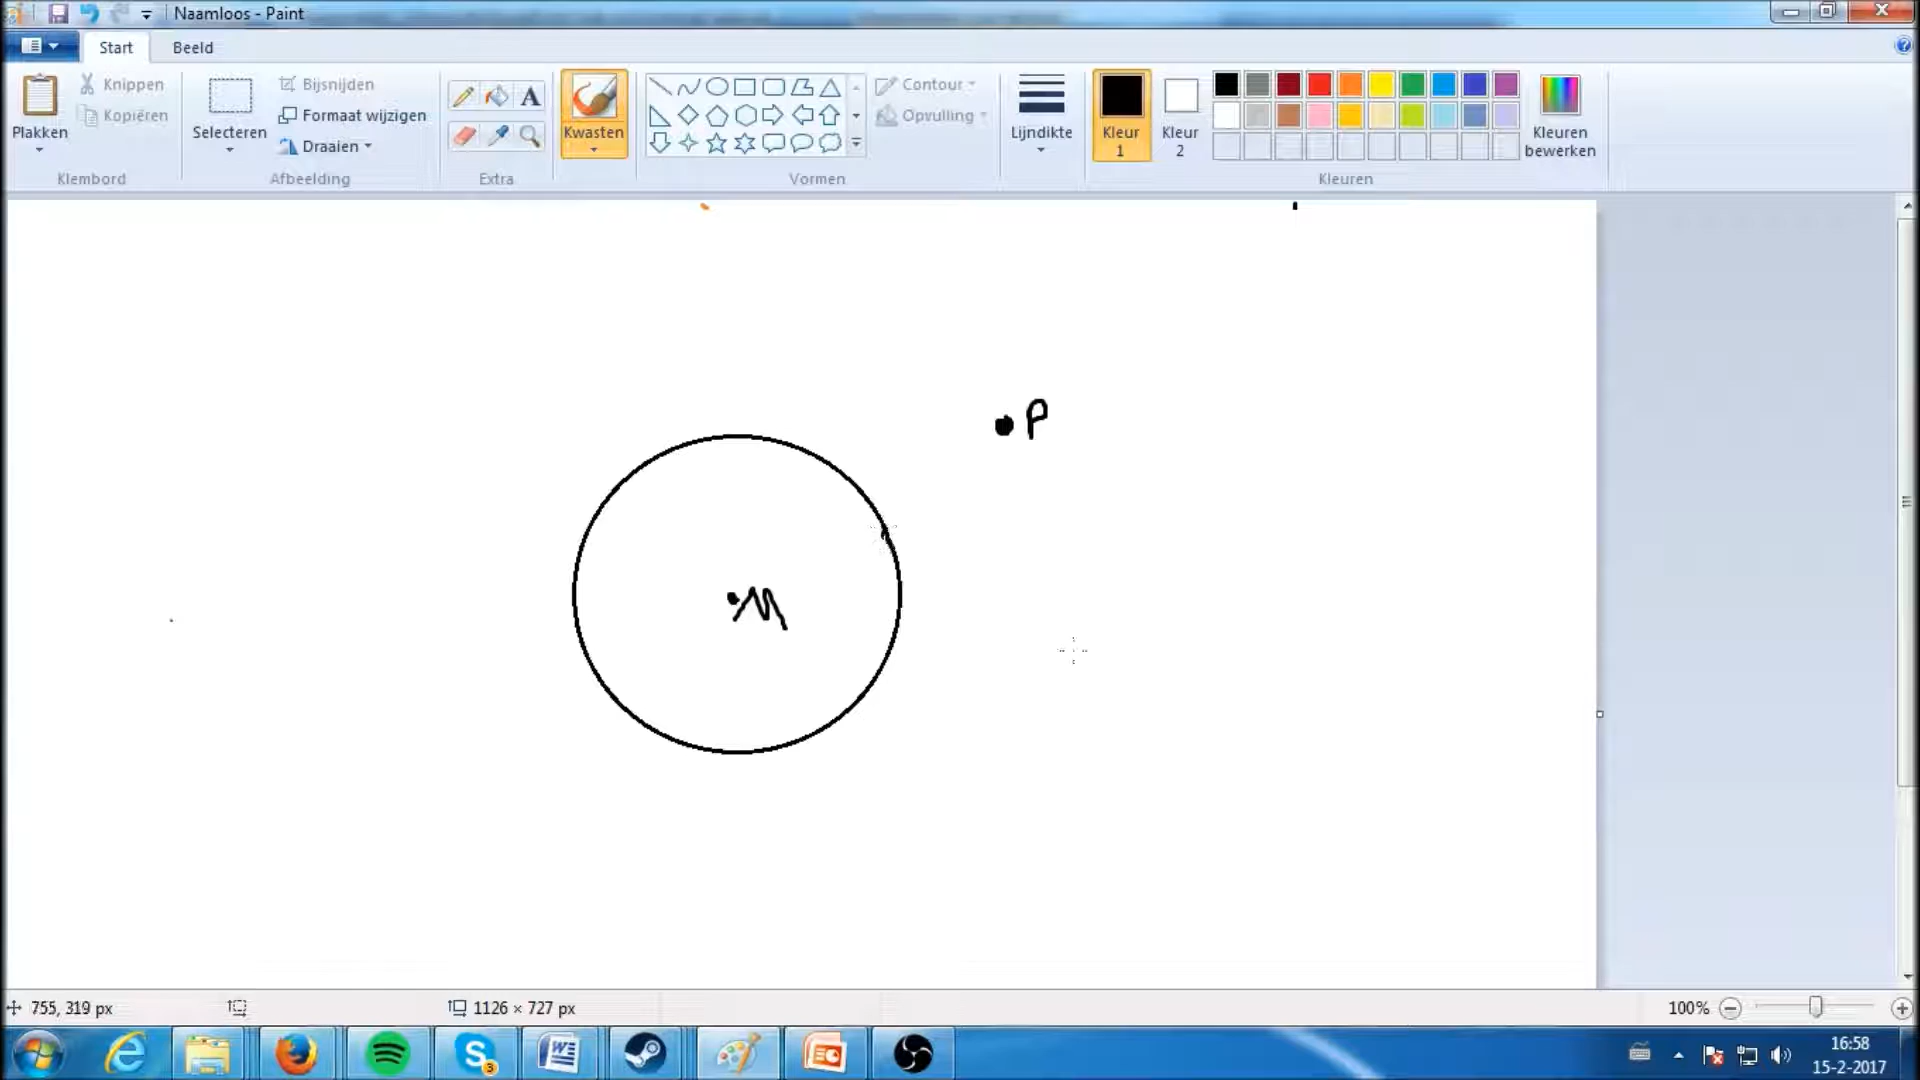 Naamloos - Paint
Start Beeld
Plakken
Knippen
Kopiëren
Klembord
Selecteren
Bijsnijden
Formaat wijzigen
Draaien
Afbeelding
A
Extra
Kwasten
Vormen
Contour
Opvulling
Lijndikte
Kleur
1
Kleur
2
Kleuren
bewerken
Kleuren
P
M
755, 319 px
1126 × 727 px
100%
3
16:58
15-2-2017